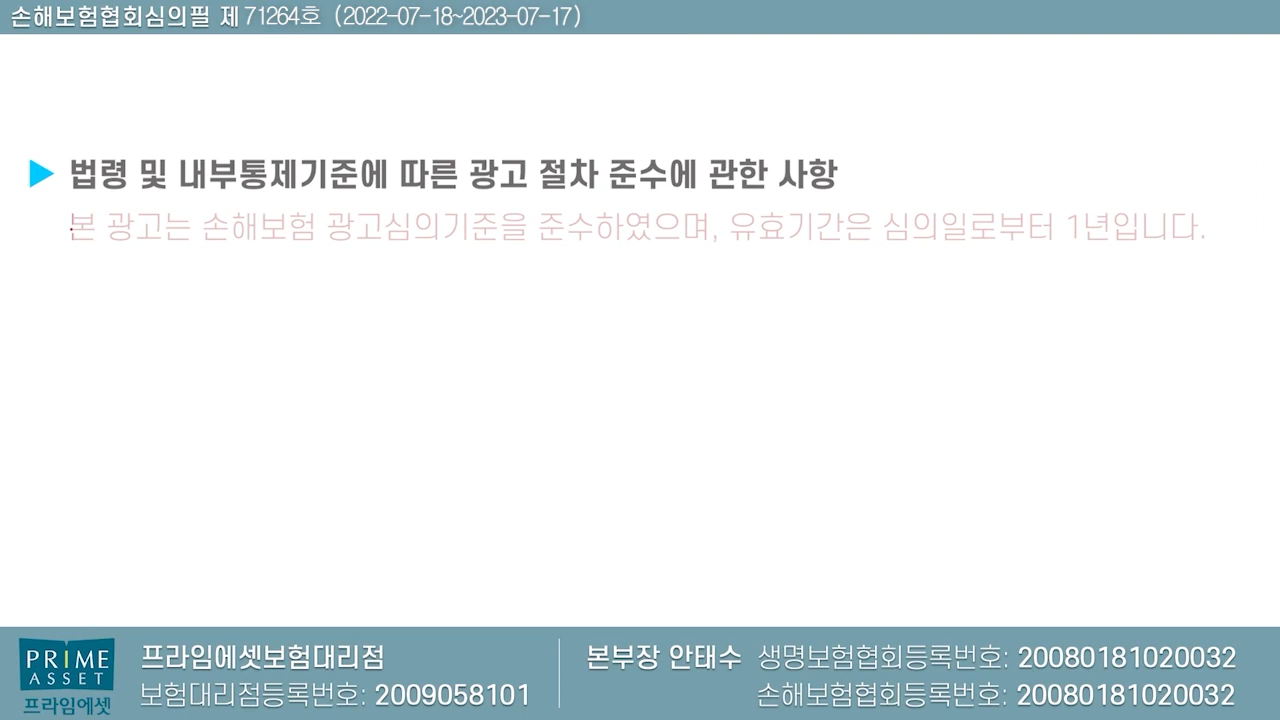 손해보험협회심의필 제 71264호 (2022-07-18~2023-07-17)
▶ 법령 및 내부통제기준에 따른 광고 절차 준수에 관한 사항
본 광고는 손해보험 광고심의기준을 준수하였으며, 유효기간은 심의일로부터 1년입니다.
PRIME
ASSET
프라임에셋
프라임에셋보험대리점
보험대리점등록번호: 2009058101
본부장 안태수 생명보험협회등록번호: 20080181020032
손해보험협회등록번호: 20080181020032